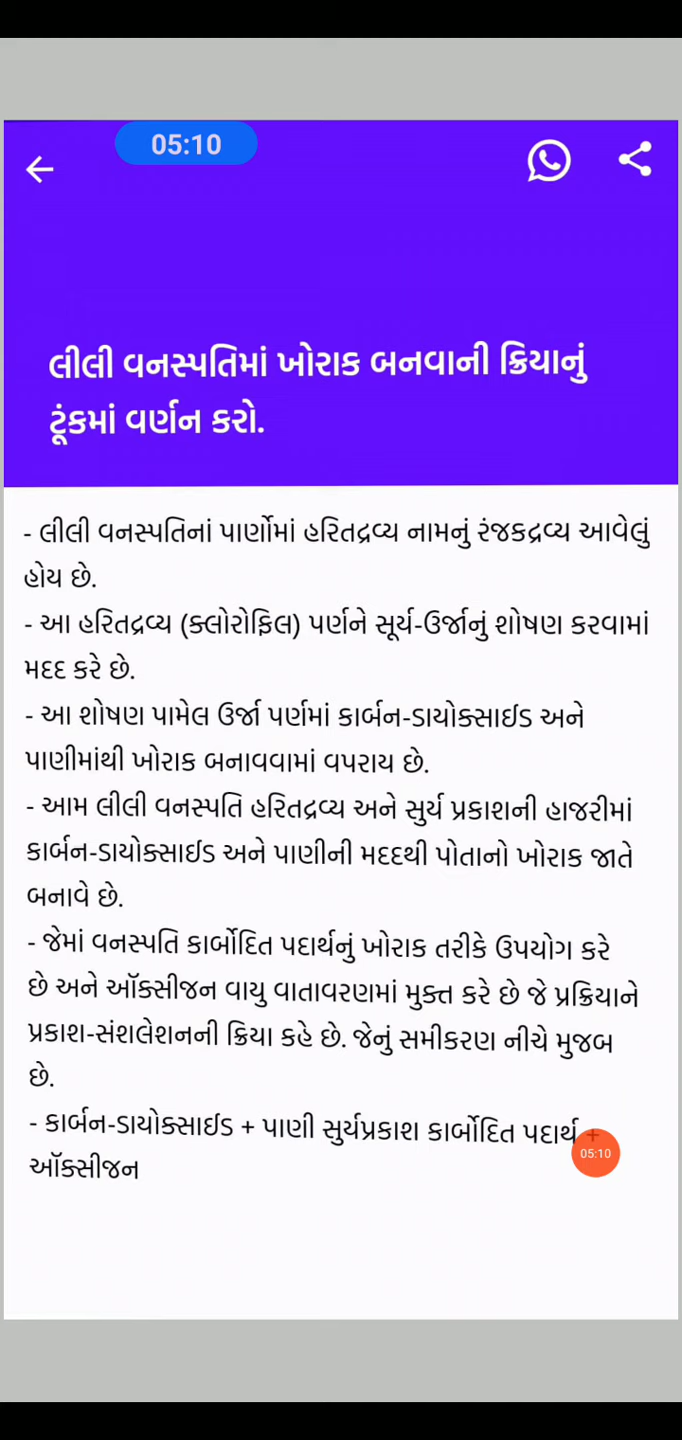 05:10
લીલી વનસ્પતિમાં ખોરાક બનવાની ક્રિયાનું
ટૂંકમાં વર્ણન કરો.
- લીલી વનસ્પતિનાં પાર્ણોમાં હરિતદ્રવ્ય નામનું રંજકદ્રવ્ય આવેલું
હોય છે.
- આ હરિતદ્રવ્ય (ક્લોરોફિલ) પર્ણને સૂર્ય-ઉર્જાનું શોષણ કરવામાં
મદદ કરે છે.
- આ શોષણ પામેલ ઉર્જા પર્ણમાં કાર્બન-ડાયોક્સાઈડ અને
પાણીમાંથી ખોરાક બનાવવામાં વપરાય છે.
- આમ લીલી વનસ્પતિ હરિતદ્રવ્ય અને સુર્ય પ્રકાશની હાજરીમાં
કાર્બન-ડાયોક્સાઈડ અને પાણીની મદદથી પોતાનો ખોરાક જાતે
બનાવે છે.
- જેમાં વનસ્પતિ કાર્બોદિત પદાર્થનું ખોરાક તરીકે ઉપયોગ કરે
છે અને ઑક્સીજન વાયુ વાતાવરણમાં મુક્ત કરે છે જે પ્રક્રિયાને
પ્રકાશ-સંશલેશનની ક્રિયા કહે છે. જેનું સમીકરણ નીચે મુજબ
છે.
- કાર્બન-ડાયોક્સાઈડ + પાણી સુર્યપ્રકાશ કાર્બોદિત પદાર્થ +
ઑક્સીજન
05:10